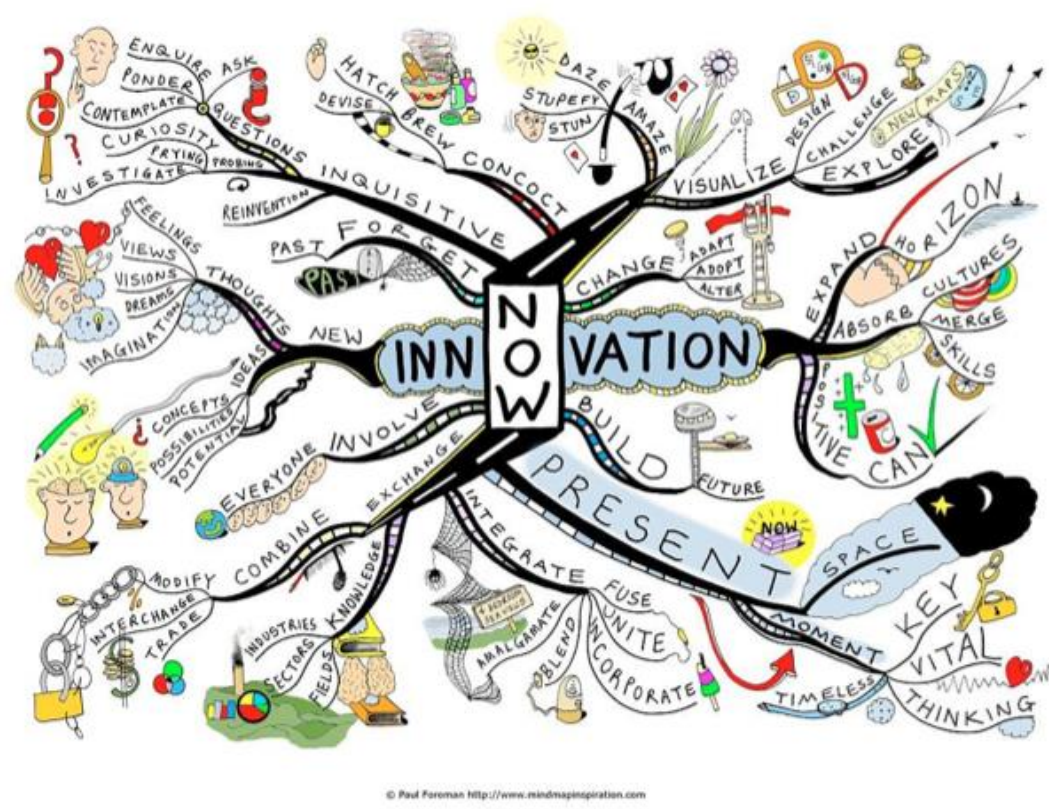 INN
NOW
VATION
INQUISITIVE
QUESTIONS
ASK
ENQUIRE
PONDER
CONTEMPLATE
CURIOSITY
PRYING
PROBING
INVESTIGATE
REINVENTION
FORGET
PAST
PAST
CONCOCT
BREW
HATCH
DEVISE
AMAZE
DAZE
STUPEFY
STUN
VISUALIZE
DESIGN
CHALLENGE
EXPLORE
NEW MAPS
CHANGE
ADAPT
ADOPT
ALTER
EXPAND
HORIZON
ABSORB
CULTURES
MERGE
SKILLS
POSITIVE
CAN
BUILD
FUTURE
PRESENT
NOW
SPACE
MOMENT
KEY
VITAL
THINKING
TIMELESS
INTEGRATE
FUSE
UNITE
INCORPORATE
BLEND
AMALGAMATE
EXCHANGE
KNOWLEDGE
INDUSTRIES
SECTORS
FIELDS
COMBINE
MODIFY
INTERCHANGE
TRADE
INVOLVE
EVERYONE
NEW
THOUGHTS
FEELINGS
VIEWS
VISIONS
DREAMS
IMAGINATION
IDEAS
CONCEPTS
POSSIBILITIES
POTENTIAL
© Paul Foreman http://www.mindmapinspiration.com